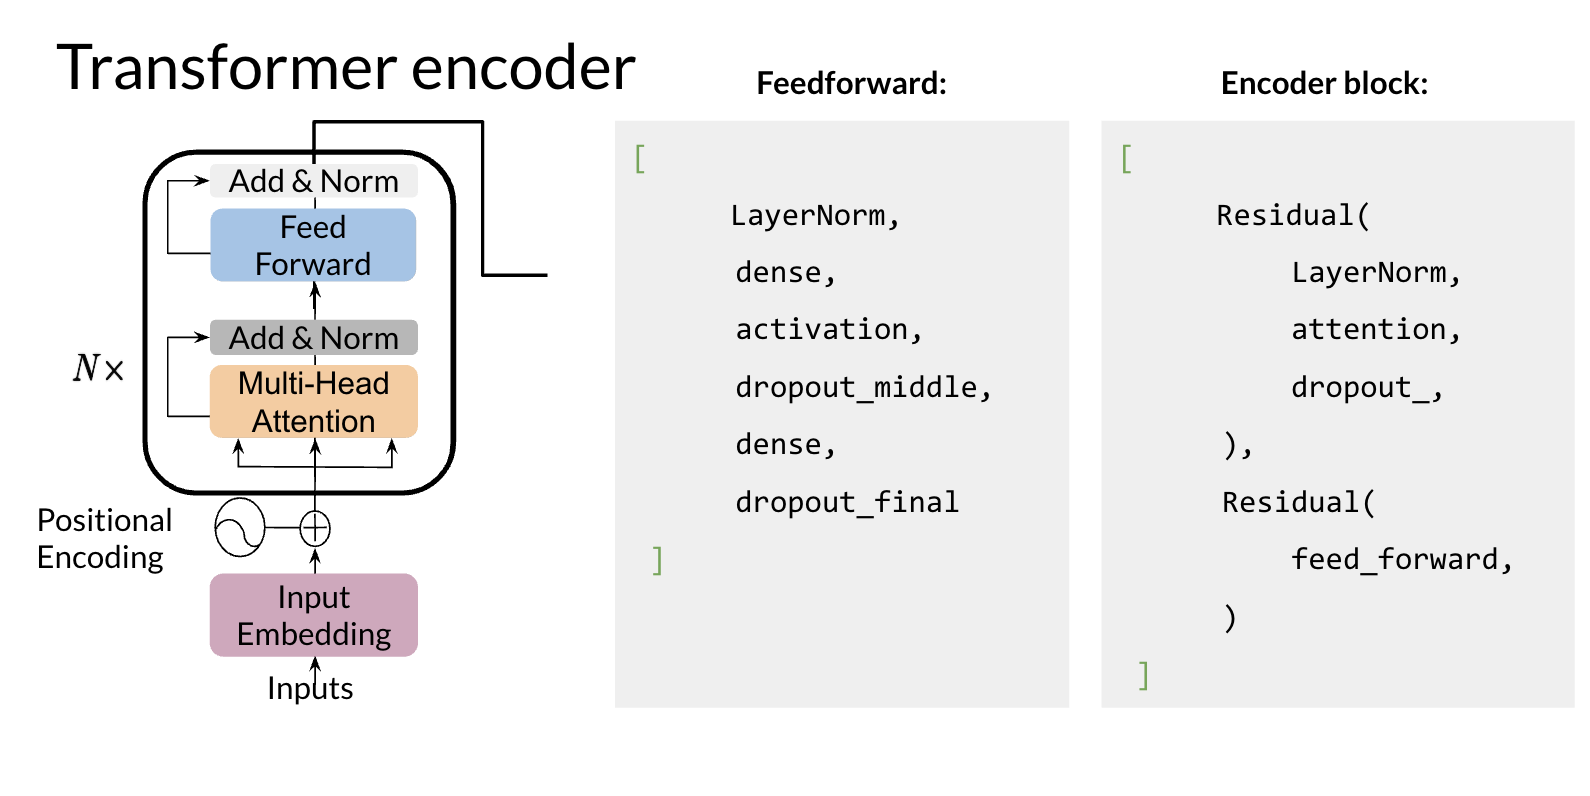 Transformer encoder
Add & Norm
Feed
Forward
Add & Norm
N×
Multi-Head
Attention
Positional
Encoding
Input
Embedding
Inputs
Feedforward:
[
LayerNorm,
dense,
activation,
dropout_middle,
dense,
dropout_final
]
Encoder block:
[
Residual(
LayerNorm,
attention,
dropout_,
),
Residual(
feed_forward,
)
]